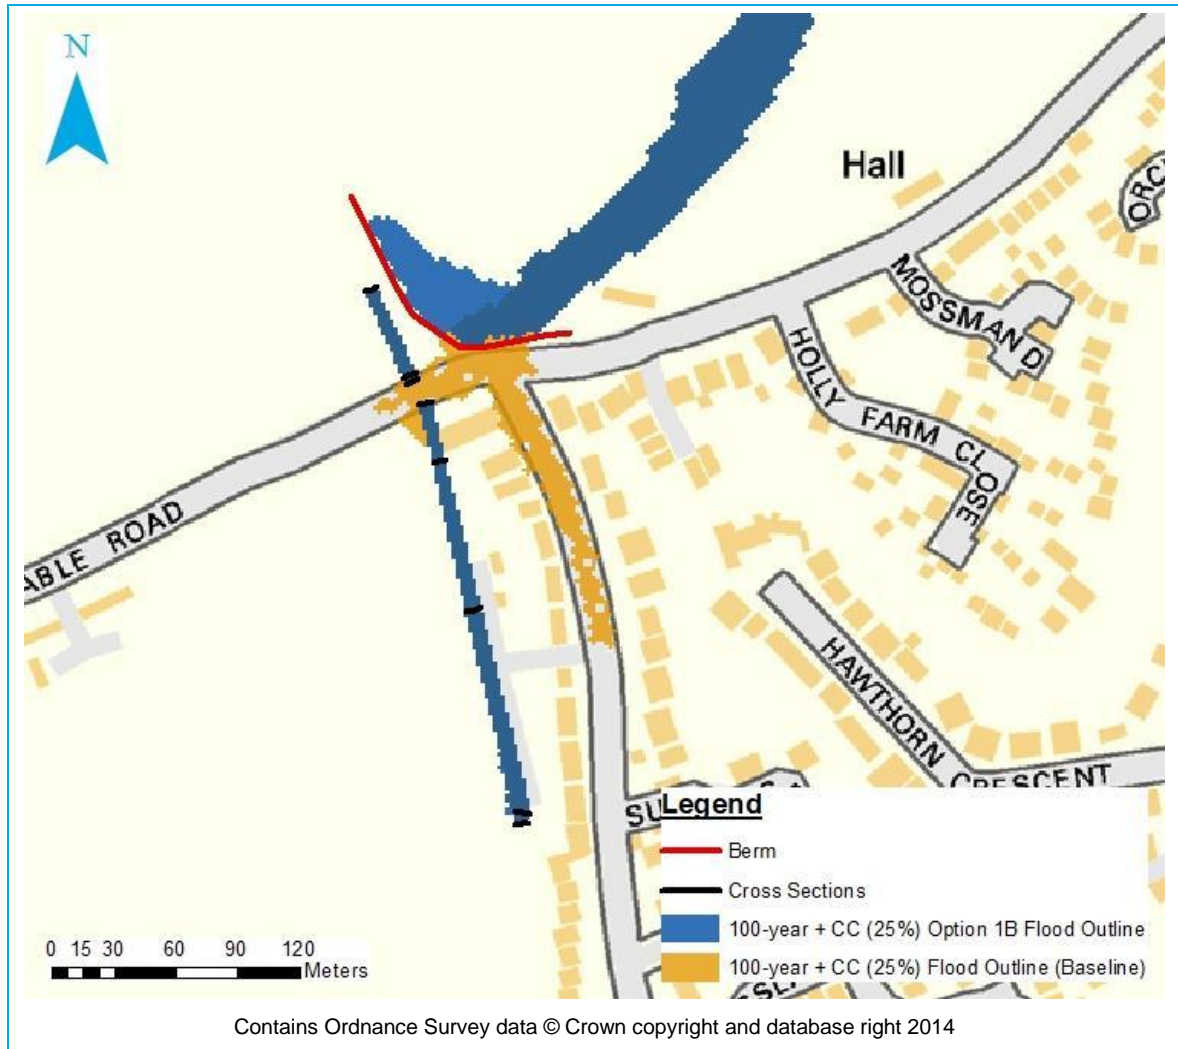 N
Hall
ORC
MOSSMAND
HOLLY FARM CLOSE
ABLE ROAD
HAWTHORN CRESCENT
SU
Legend
Berm
Cross Sections
100-year + CC (25%) Option 1B Flood Outline
100-year + CC (25%) Flood Outline (Baseline)
0 15 30 60 90 120
Meters
Contains Ordnance Survey data © Crown copyright and database right 2014